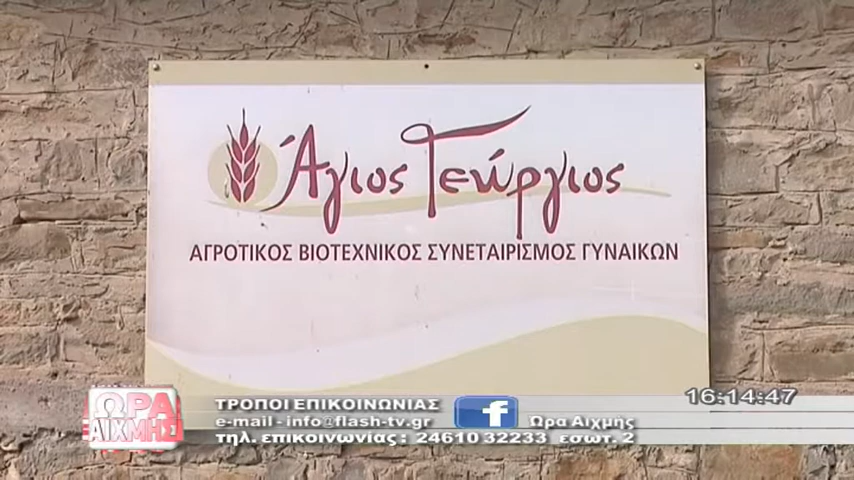 Άγιος Γεώργιος
ΑΓΡΟΤΙΚΟΣ ΒΙΟΤΕΧΝΙΚΟΣ ΣΥΝΕΤΑΙΡΙΣΜΟΣ ΓΥΝΑΙΚΩΝ
ΩΡΑ
ΑΙΧΜΗΣ
ΤΡΟΠΟΙ ΕΠΙΚΟΙΝΩΝΙΑΣ
e-mail - info@flash-tv.gr f Ώρα Αιχμής
τηλ. επικοινωνίας : 24610 32233 εσωτ. 2
16:14:47